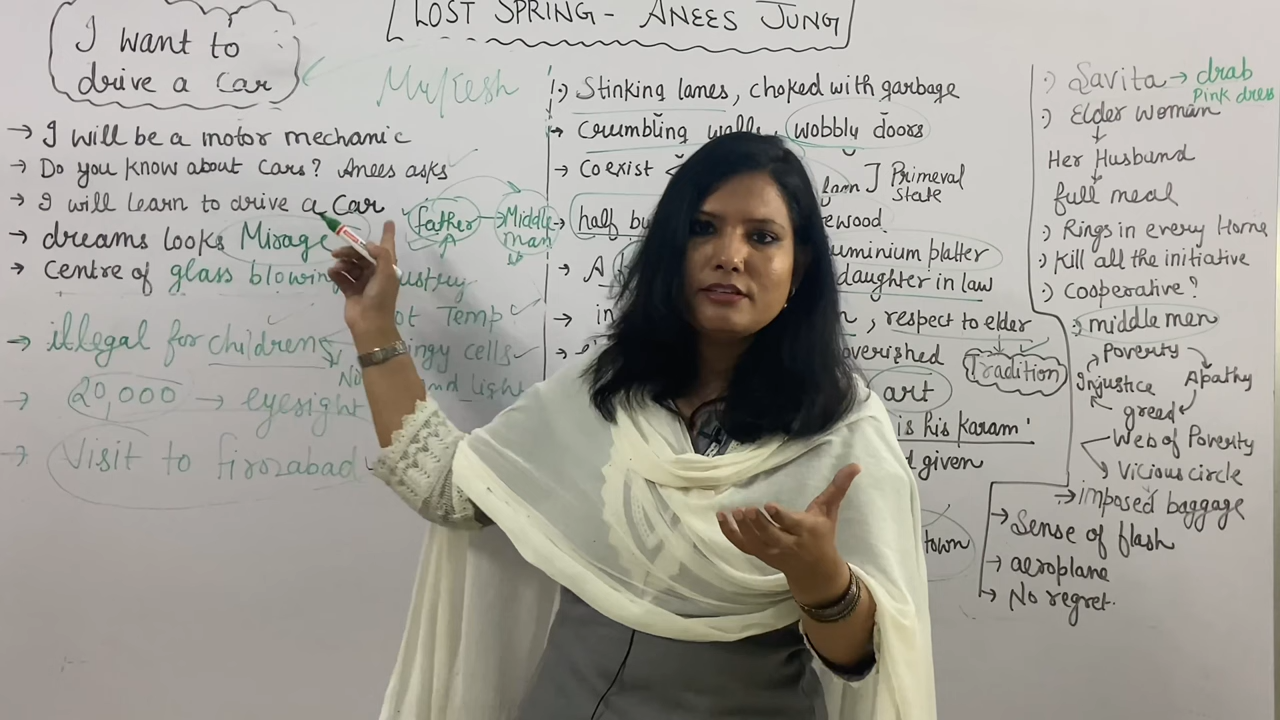 LOST SPRING - ANEES JUNG
I want to
drive a car
Mukesh
→ I will be a motor mechanic
→ Do you know about cars? Anees asks
→ I will learn to drive a car
→ dreams looks Mirage
father → Middle
man
→ centre of glass blowing
→ illegal for children
→ 20,000 → eyesight
→ Visit to firozabad
Temp
cells
light
Stinking lanes, choked with garbage
→ Crumbling walls, wobbly doors
→ Coexist
] Primeval
State
half
aluminium platter
→ A
daughter in law
→ in
, respect to elder
Tradition
art
is his karam'
given
town
:) Savita → drab
Pink dress
:) Elder woman
↓
Her Husband
↓
full meal
:) Rings in every Home
:) Kill all the initiative
:) Cooperative?
:) middle men
Poverty
Injustice
Apathy
greed
Web of Poverty
Vicious circle
→ imposed baggage
→ Sense of flash
→ aeroplane
→ No regret.